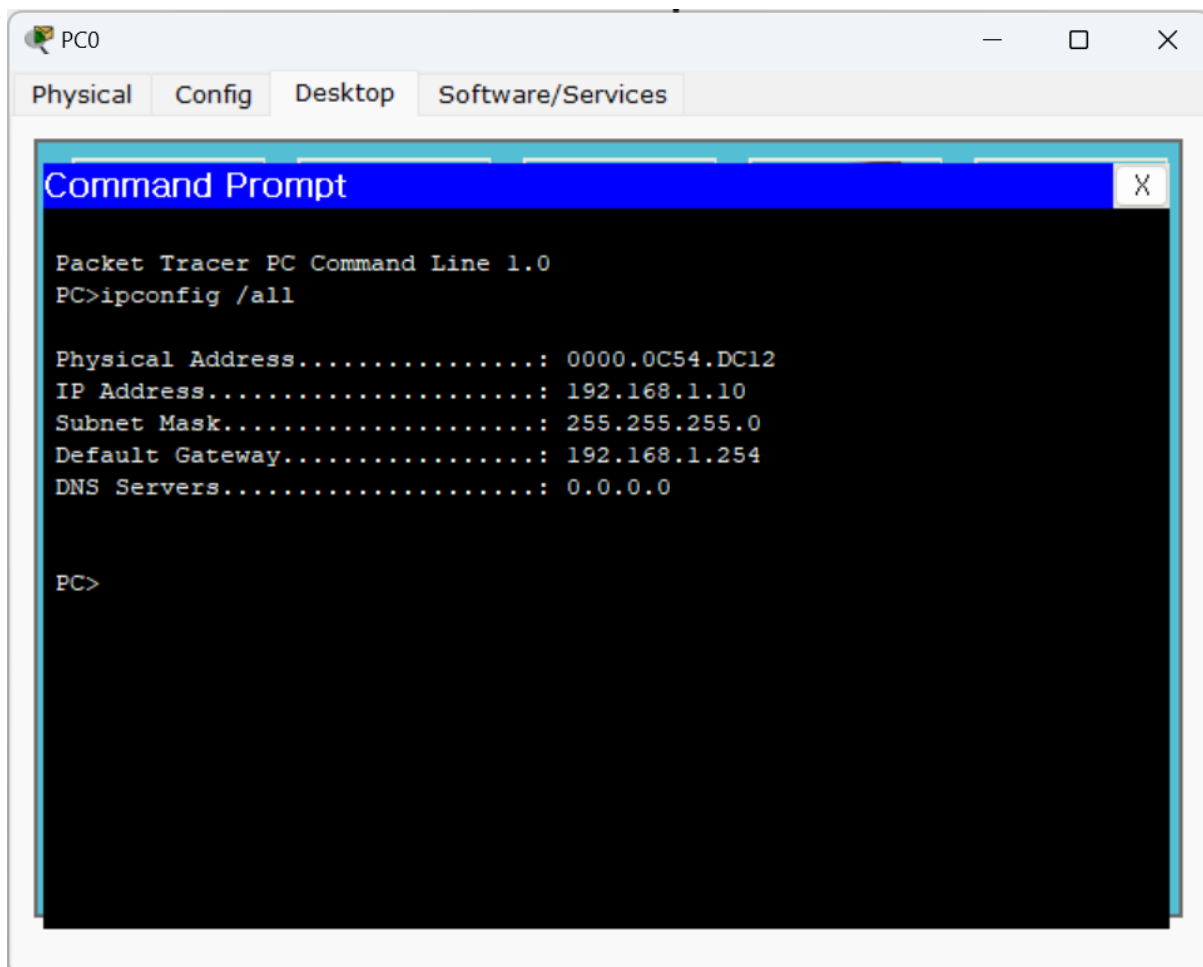 PC0
Physical Config Desktop Software/Services
Command Prompt X
Packet Tracer PC Command Line 1.0
PC>ipconfig /all
Physical Address................: 0000.0C54.DC12
IP Address......................: 192.168.1.10
Subnet Mask.....................: 255.255.255.0
Default Gateway.................: 192.168.1.254
DNS Servers.....................: 0.0.0.0
PC>